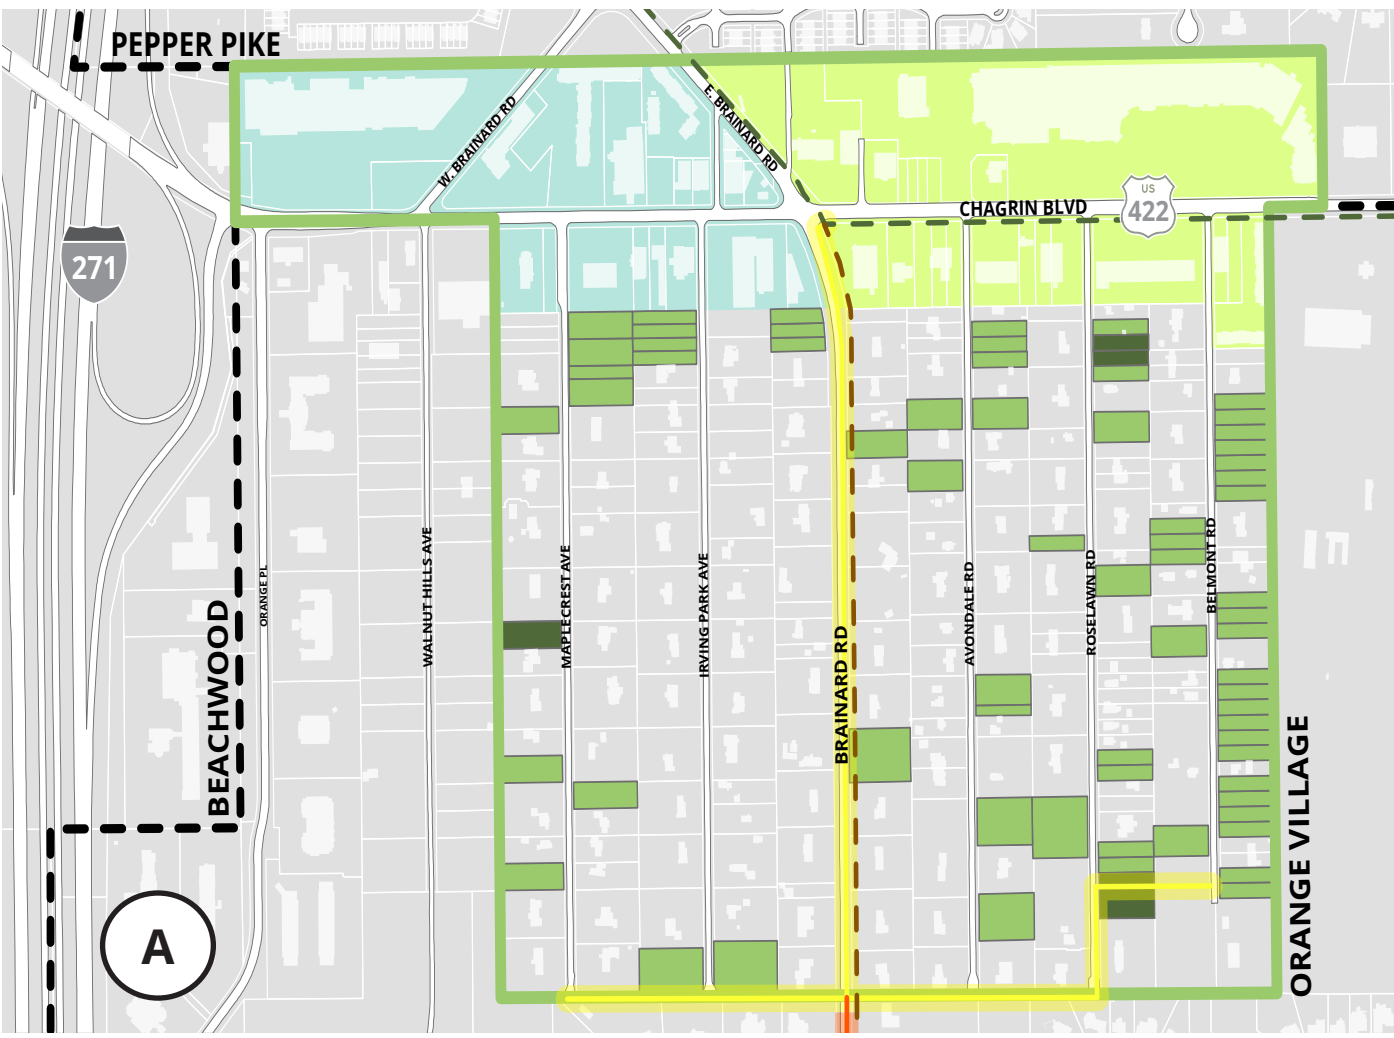 PEPPER PIKE
W. BRAINARD RD
E. BRAINARD RD
CHAGRIN BLVD
US
422
271
ORANGE PL
WALNUT HILLS AVE
MAPLECREST AVE
IRVING PARK AVE
BRAINARD RD
AVONDALE RD
ROSELAWN RD
BELMONT RD
BEACHWOOD
ORANGE VILLAGE
A